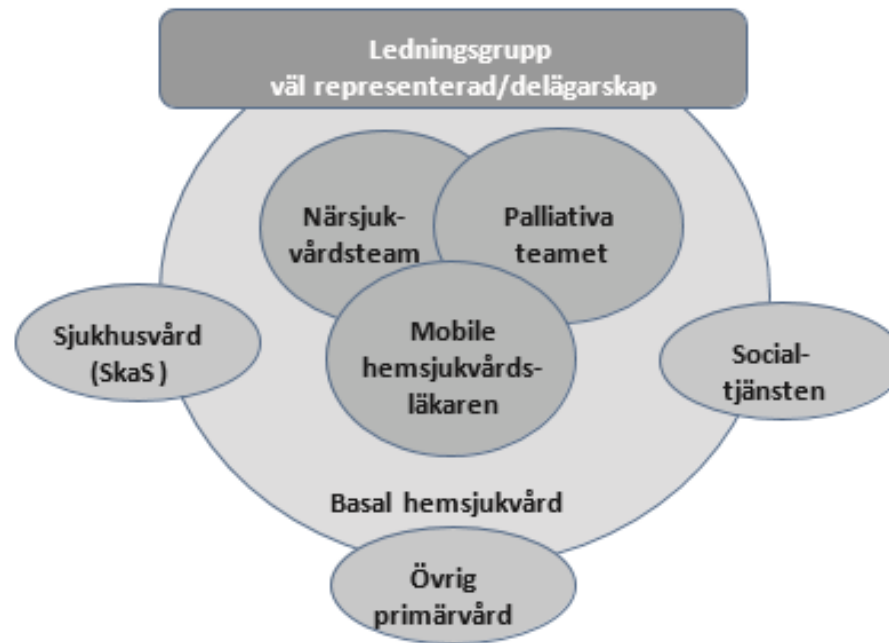 Ledningsgrupp
väl representerad/delägarskap
Närsjuk-
vårdsteam
Palliativa
teamet
Sjukhusvård
(SkaS )
Mobile
hemsjukvårds-
läkaren
Social-
tjänsten
Basal hemsjukvård
Övrig
primärvård